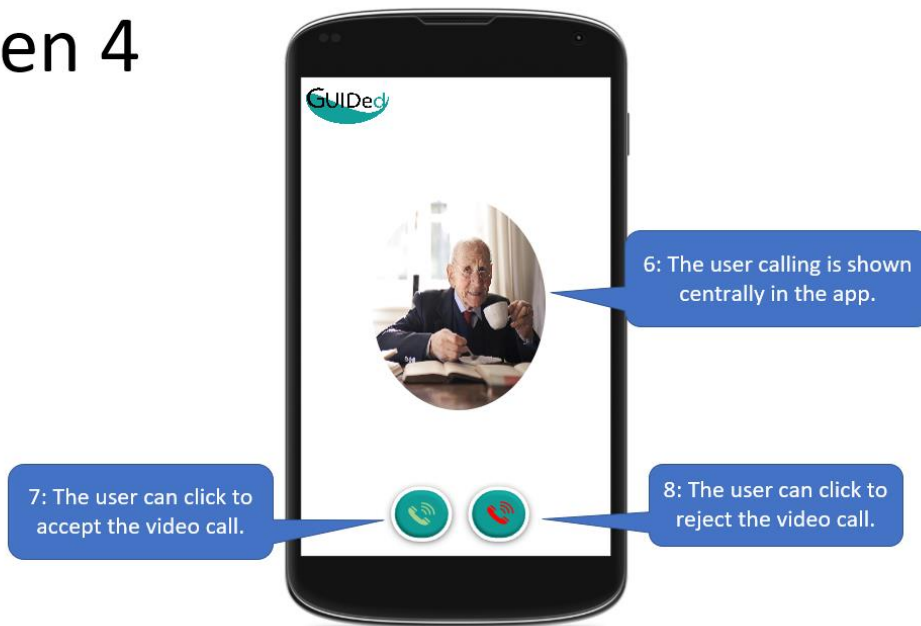 en 4
GUIDed
6: The user calling is shown
centrally in the app.
7: The user can click to
accept the video call.
8: The user can click to
reject the video call.